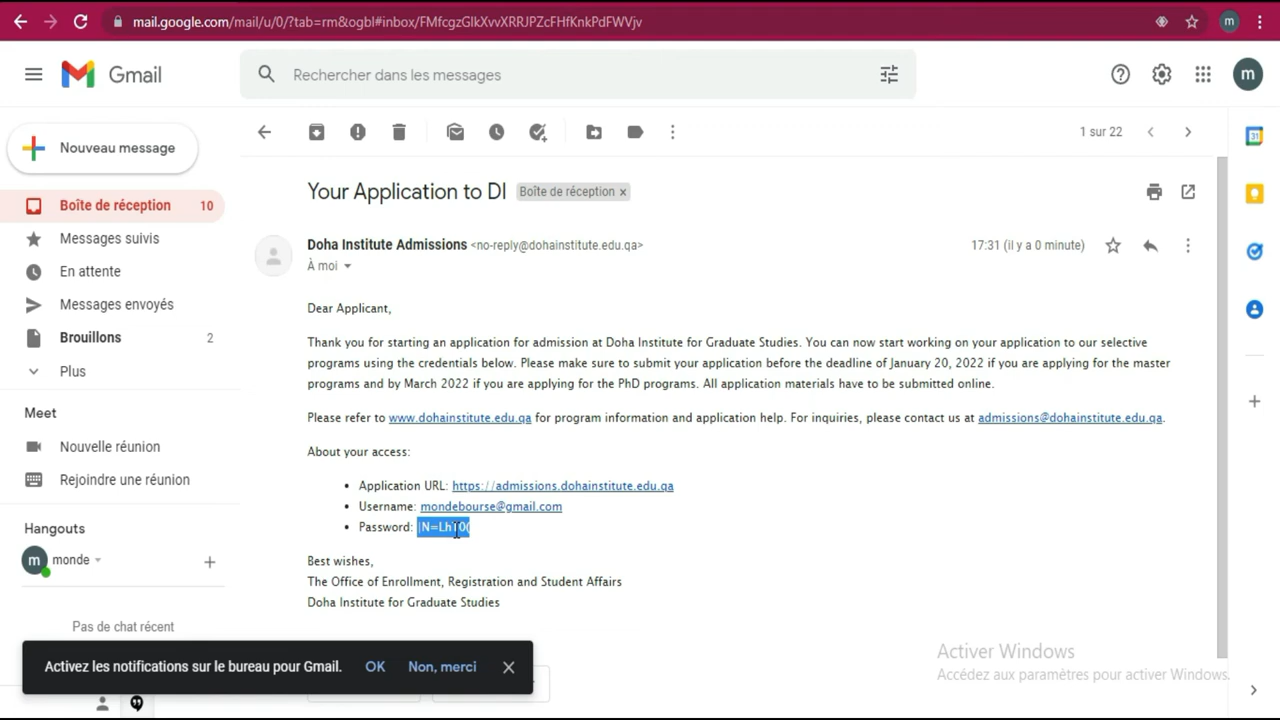 mail.google.com/mail/u/0/?tab=rm&ogbl#inbox/FMfcgzGlkXvvXRRJPZcFHfKnkPdFWVjv
m
Gmail
Rechercher dans les messages
m
Nouveau message
1 sur 22
31
Boîte de réception 10
Messages suivis
En attente
Messages envoyés
Brouillons 2
Plus
Meet
Nouvelle réunion
Rejoindre une réunion
Hangouts
m monde
Pas de chat récent
Your Application to DI Boîte de réception x
Doha Institute Admissions <no-reply@dohainstitute.edu.qa> 17:31 (il y a 0 minute)
À moi
Dear Applicant,
Thank you for starting an application for admission at Doha Institute for Graduate Studies. You can now start working on your application to our selective
programs using the credentials below. Please make sure to submit your application before the deadline of January 20, 2022 if you are applying for the master
programs and by March 2022 if you are applying for the PhD programs. All application materials have to be submitted online.
Please refer to www.dohainstitute.edu.qa for program information and application help. For inquiries, please contact us at admissions@dohainstitute.edu.qa.
About your access:
• Application URL: https://admissions.dohainstitute.edu.qa
• Username: mondebourse@gmail.com
• Password:
Best wishes,
The Office of Enrollment, Registration and Student Affairs
Doha Institute for Graduate Studies
Activez les notifications sur le bureau pour Gmail. OK Non, merci
Activer Windows
Accédez aux paramètres pour activer Windows.